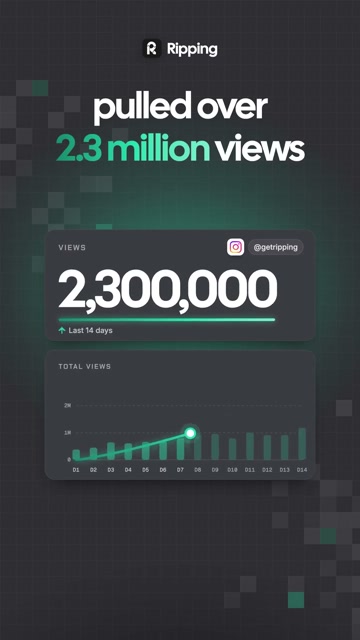 Ripping
pulled over
2.3 million views
VIEWS
@getripping
2,300,000
Last 14 days
TOTAL VIEWS
2M
1M
0
D1 D2 D3 D4 D5 D6 D7 D8 D9 D10 D11 D12 D13 D14